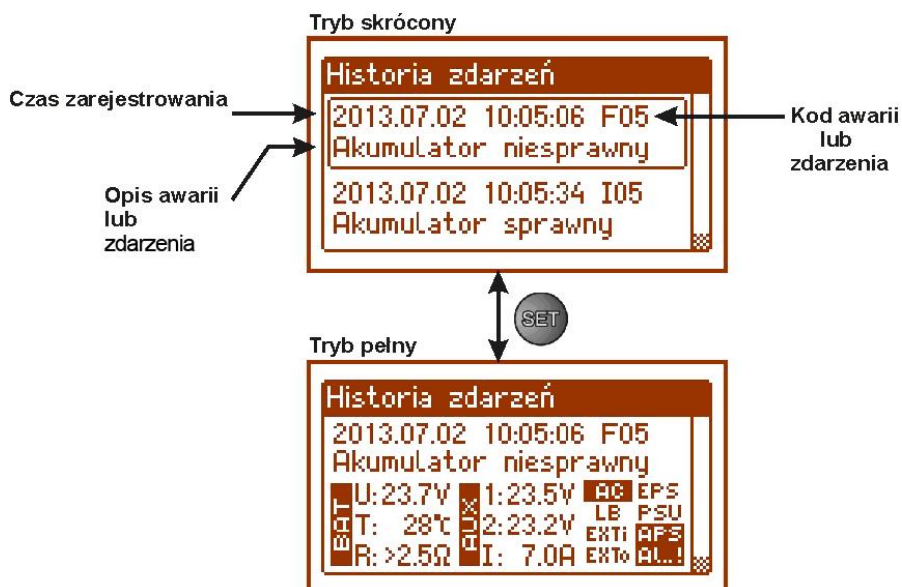 Tryb skrócony
Historia zdarzeń
Czas zarejestrowania
2013.07.02 10:05:06 F05
Akumulator niesprawny
Kod awarii
lub
zdarzenia
Opis awarii
lub
zdarzenia
2013.07.02 10:05:34 I05
Akumulator sprawny
SET
Tryb pełny
Historia zdarzeń
2013.07.02 10:05:06 F05
Akumulator niesprawny
BAT
U:23.7V
T: 28℃
R:>2.5Ω
AUX
1:23.5V
2:23.2V
I: 7.0A
AC EPS
LB PSU
EXTi APS
EXTo AL..!